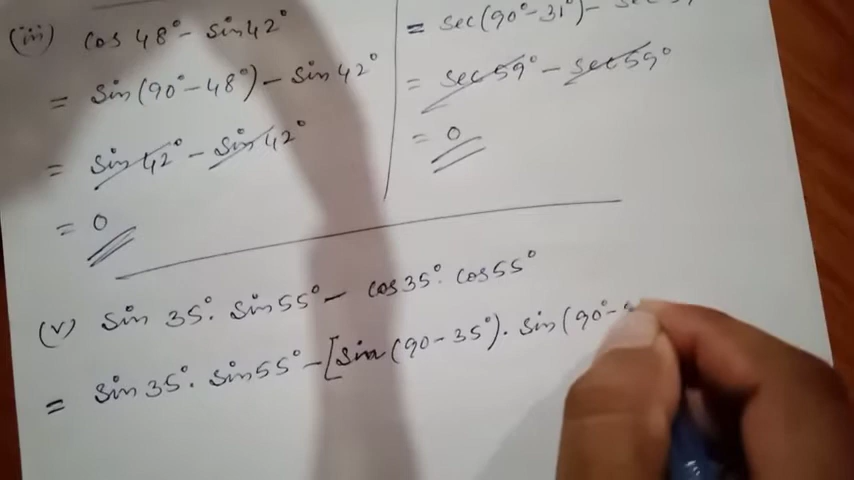 (iii) cos 48° - sin 42°
= sin(90° - 48°) - sin 42°
= sin 42° - sin 42°
= 0
= sec(90° - 31°) -
= sec 59° - sec 59°
= 0
(v) sin 35° . sin 55° - cos 35° . cos 55°
= sin 35° . sin 55° - [sin (90 - 35°) . sin (90° -